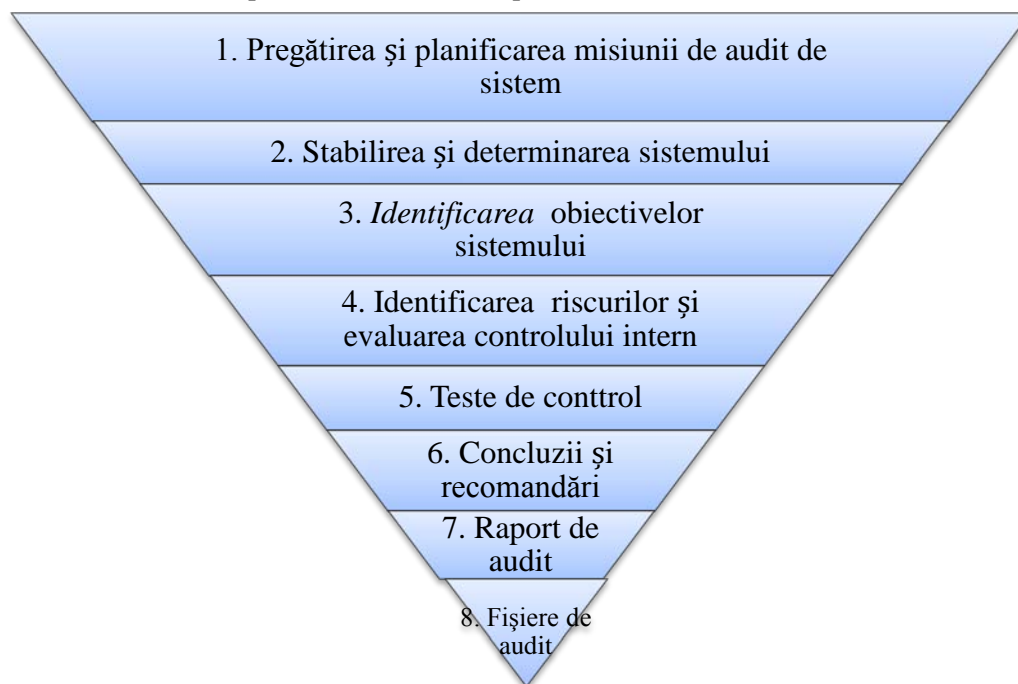 1. Pregătirea şi planificarea misiunii de audit de
sistem
2. Stabilirea şi determinarea sistemului
3. Identificarea obiectivelor
sistemului
4. Identificarea riscurilor şi
evaluarea controlului intern
5. Teste de conttrol
6. Concluzii şi
recomandări
7. Raport de
audit
8. Fişiere de
audit